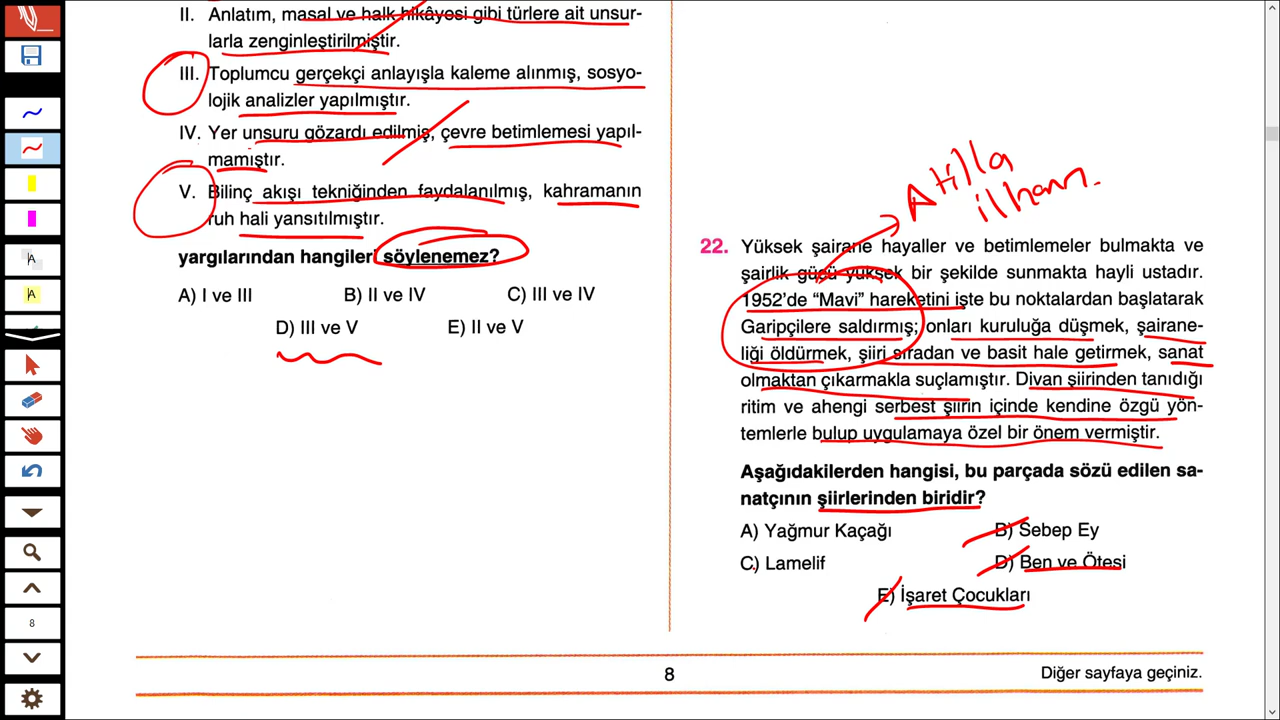 II. Anlatım, masal ve halk hikâyesi gibi türlere ait unsur-
larla zenginleştirilmiştir.
III. Toplumcu gerçekçi anlayışla kaleme alınmış, sosyo-
lojik analizler yapılmıştır.
IV. Yer unsuru gözardı edilmiş, çevre betimlemesi yapıl-
mamıştır.
V. Bilinç akışı tekniğinden faydalanılmış, kahramanın
ruh hali yansıtılmıştır.
yargılarından hangileri söylenemez?
A) I ve III B) II ve IV C) III ve IV
D) III ve V E) II ve V
Atilla
ilhan.
22. Yüksek şairane hayaller ve betimlemeler bulmakta ve
şairlik gücü yüksek bir şekilde sunmakta hayli ustadır.
1952’de “Mavi” hareketini işte bu noktalardan başlatarak
Garipçilere saldırmış; onları kuruluğa düşmek, şairane-
liği öldürmek, şiiri sıradan ve basit hale getirmek, sanat
olmaktan çıkarmakla suçlamıştır. Divan şiirinden tanıdığı
ritim ve ahengi serbest şiirin içinde kendine özgü yön-
temlerle bulup uygulamaya özel bir önem vermiştir.
Aşağıdakilerden hangisi, bu parçada sözü edilen sa-
natçının şiirlerinden biridir?
A) Yağmur Kaçağı B) Sebep Ey
C) Lamelif D) Ben ve Ötesi
E) İşaret Çocukları
8
Diğer sayfaya geçiniz.
A
A
8